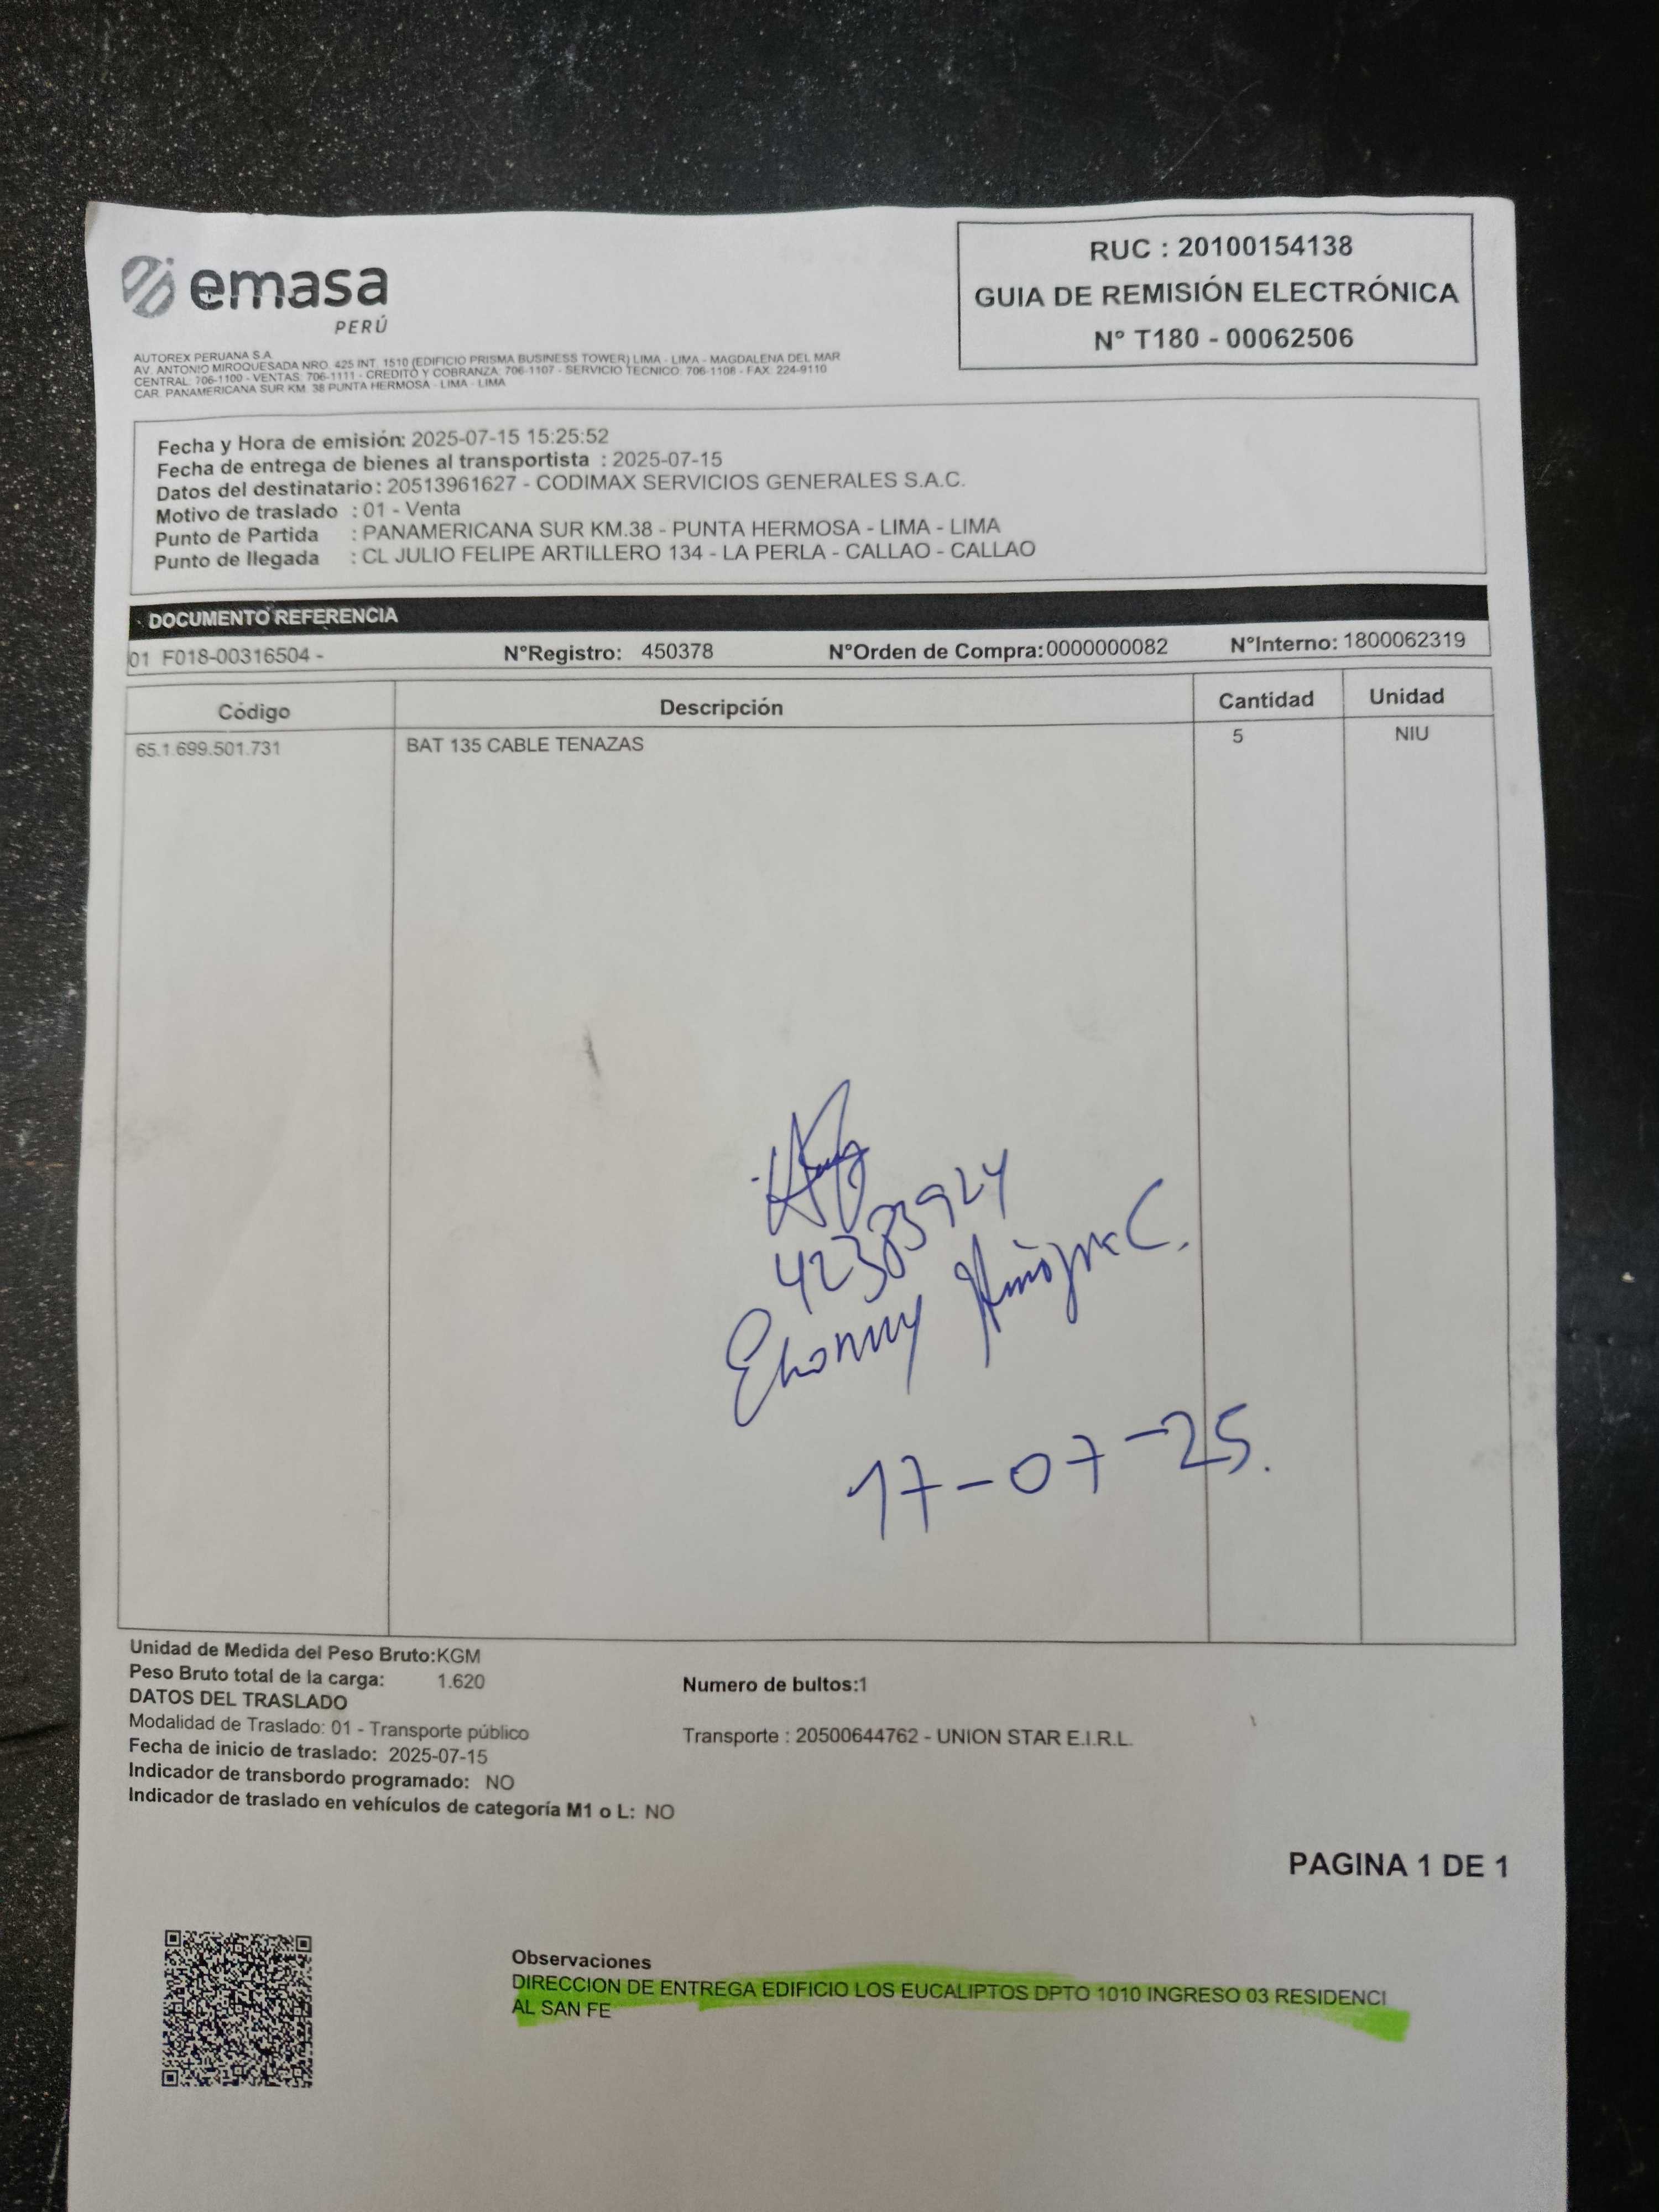 emasa
PERÚ
RUC : 20100154138
GUIA DE REMISIÓN ELECTRÓNICA
N° T180 - 00062506
AUTOREX PERUANA S.A.
AV. ANTONIO MIROQUESADA NRO. 425 INT. 1510 (EDIFICIO PRISMA BUSINESS TOWER) LIMA - LIMA - MAGDALENA DEL MAR
CENTRAL: 706-1100 - VENTAS: 706-1111 - CREDITO Y COBRANZA: 706-1107 - SERVICIO TECNICO: 706-1108 - FAX: 224-9110
CAR. PANAMERICANA SUR KM. 38 PUNTA HERMOSA - LIMA - LIMA
Fecha y Hora de emisión: 2025-07-15 15:25:52
Fecha de entrega de bienes al transportista : 2025-07-15
Datos del destinatario : 20513961627 - CODIMAX SERVICIOS GENERALES S.A.C.
Motivo de traslado : 01 - Venta
Punto de Partida : PANAMERICANA SUR KM.38 - PUNTA HERMOSA - LIMA - LIMA
Punto de llegada : CL JULIO FELIPE ARTILLERO 134 - LA PERLA - CALLAO - CALLAO
DOCUMENTO REFERENCIA
01 F018-00316504 - N°Registro: 450378 N°Orden de Compra:0000000082 N°Interno: 1800062319
Código Descripción Cantidad Unidad
65.1.699.501.731 BAT 135 CABLE TENAZAS 5 NIU
42383924
17-07-25.
Unidad de Medida del Peso Bruto:KGM
Peso Bruto total de la carga: 1.620 Numero de bultos:1
DATOS DEL TRASLADO
Modalidad de Traslado: 01 - Transporte público Transporte : 20500644762 - UNION STAR E.I.R.L.
Fecha de inicio de traslado: 2025-07-15
Indicador de transbordo programado: NO
Indicador de traslado en vehículos de categoría M1 o L: NO
PAGINA 1 DE 1
Observaciones
DIRECCION DE ENTREGA EDIFICIO LOS EUCALIPTOS DPTO 1010 INGRESO 03 RESIDENCI
AL SAN FE